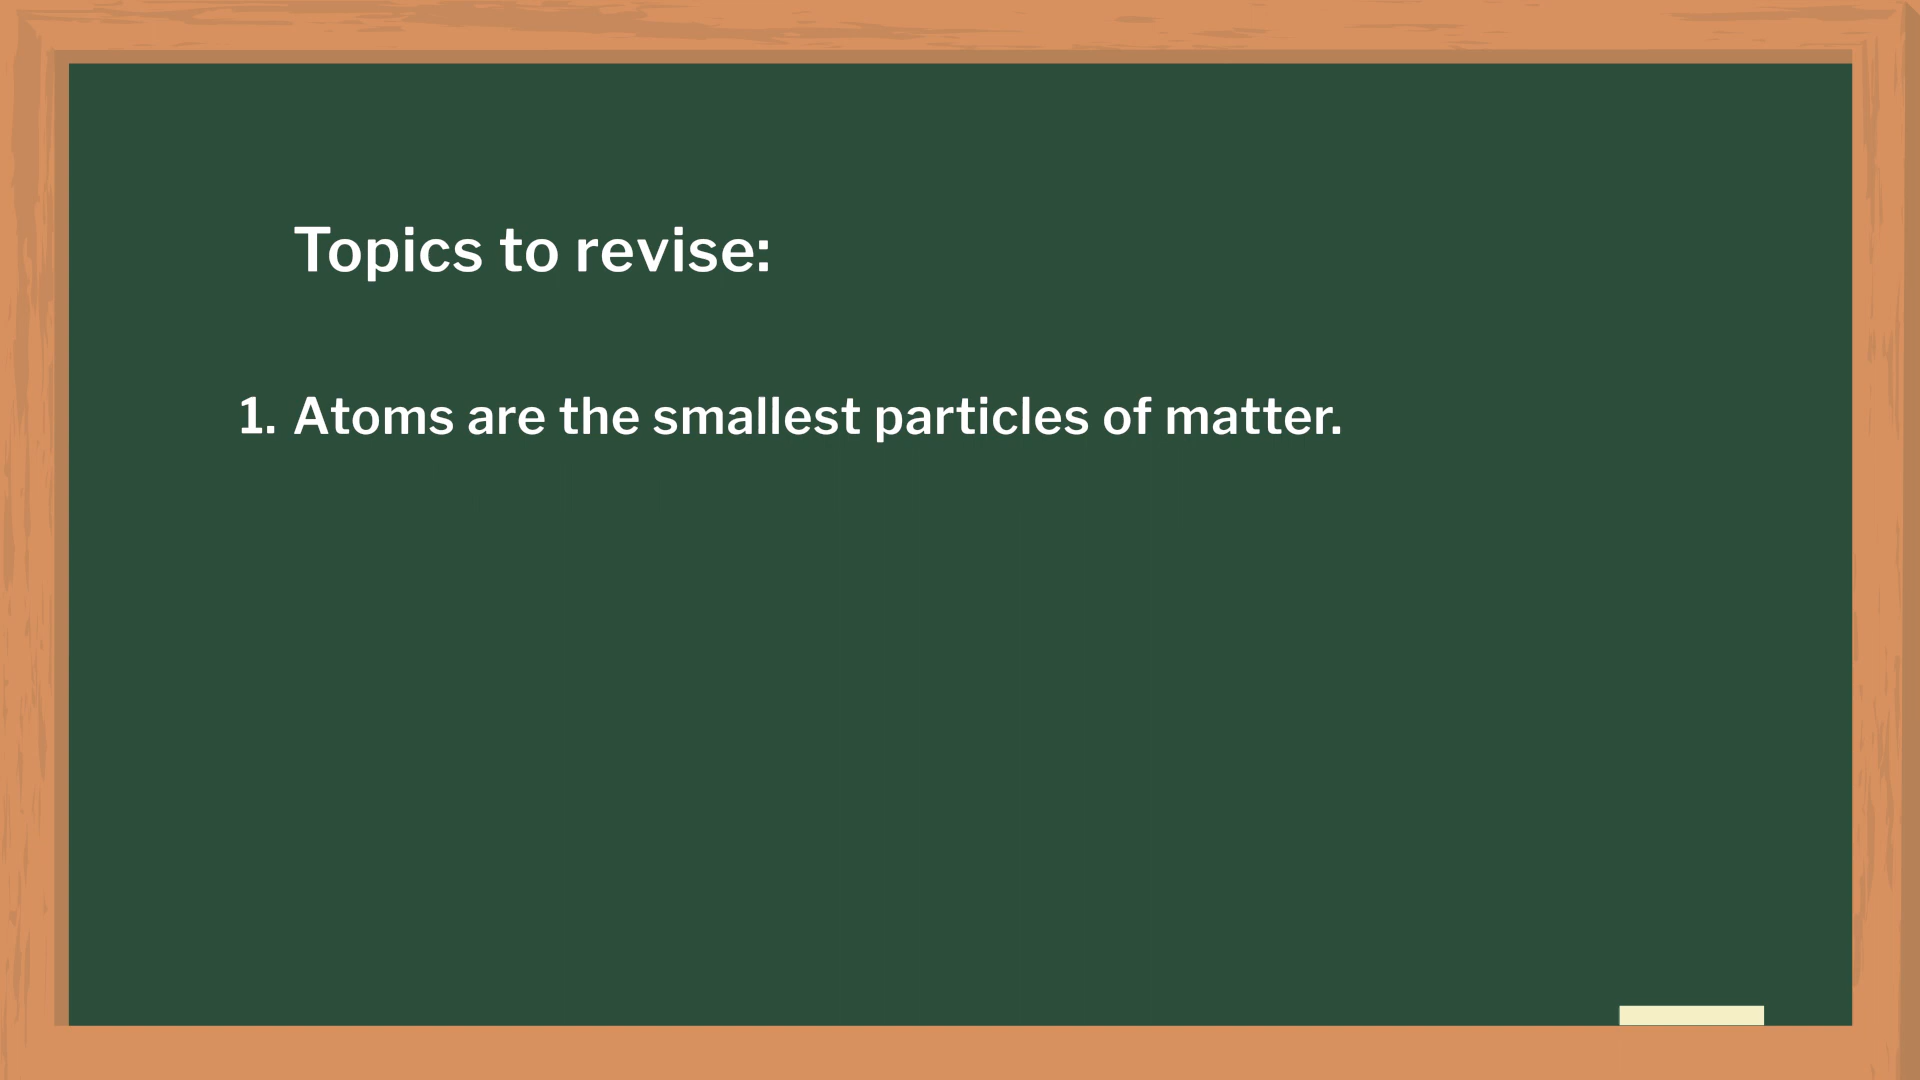 Topics to revise:
1. Atoms are the smallest particles of matter.